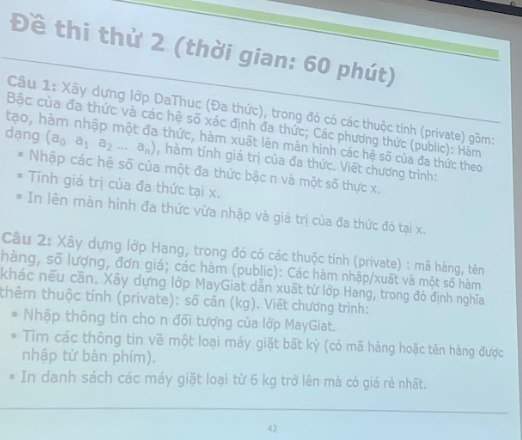 Đề thi thử 2 (thời gian: 60 phút)
Câu 1: Xây dựng lớp DaThuc (Đa thức), trong đó có các thuộc tính (private) gồm:
Bậc của đa thức và các hệ số xác định đa thức; Các phương thức (public): Hàm
tạo, hàm nhập một đa thức, hàm xuất lên màn hình các hệ số của đa thức theo
dạng (a₀ a₁ a₂ ... aₙ), hàm tính giá trị của đa thức. Viết chương trình:
▪ Nhập các hệ số của một đa thức bậc n và một số thực x.
▪ Tính giá trị của đa thức tại x.
▪ In lên màn hình đa thức vừa nhập và giá trị của đa thức đó tại x.
Câu 2: Xây dựng lớp Hang, trong đó có các thuộc tính (private) : mã hàng, tên
hàng, số lượng, đơn giá; các hàm (public): Các hàm nhập/xuất và một số hàm
khác nếu cần. Xây dựng lớp MayGiat dẫn xuất từ lớp Hang, trong đó định nghĩa
thêm thuộc tính (private): số cân (kg). Viết chương trình:
▪ Nhập thông tin cho n đối tượng của lớp MayGiat.
▪ Tìm các thông tin về một loại máy giặt bất kỳ (có mã hàng hoặc tên hàng được
nhập từ bàn phím).
▪ In danh sách các máy giặt loại từ 6 kg trở lên mà có giá rẻ nhất.
42